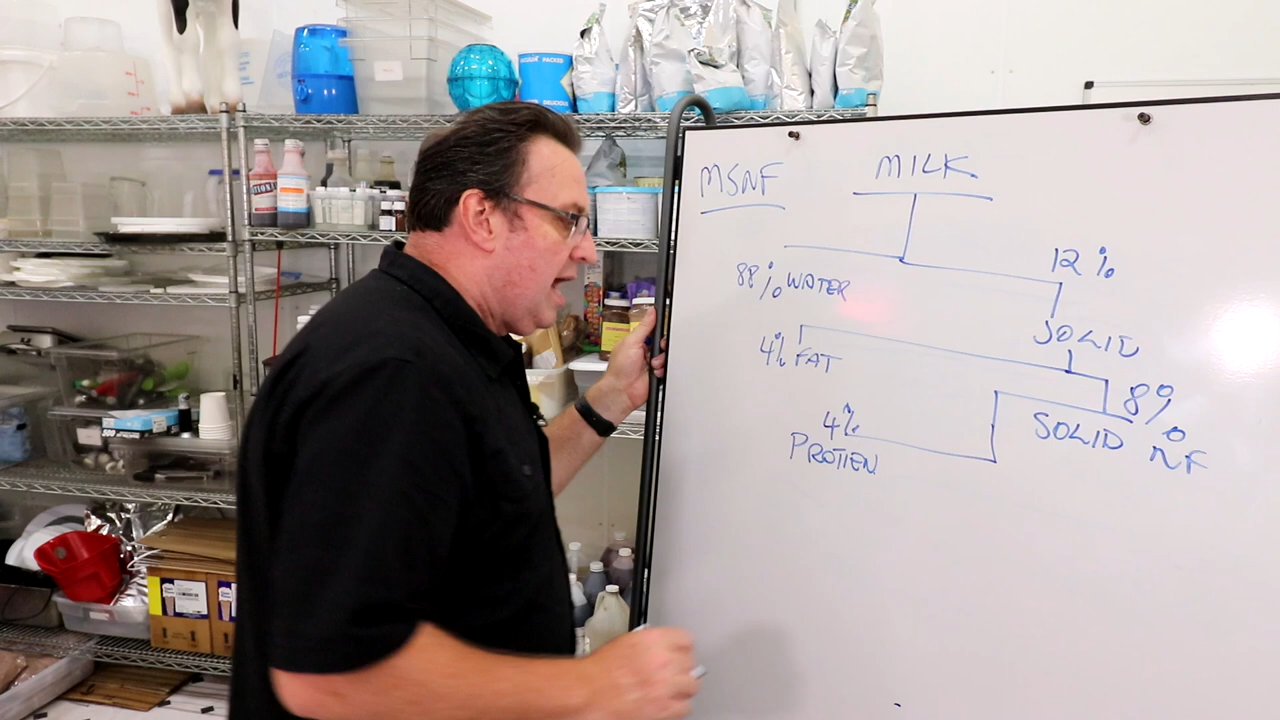 MSNF
MILK
88% WATER
12%
SOLID
4% FAT
8%
SOLID NF
4%
PROTIEN